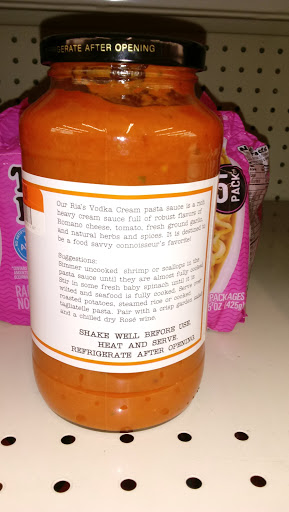 REFRIGERATE AFTER OPENING
Our Ria's Vodka Cream pasta sauce is a rich
heavy cream sauce full of robust flavors of
Romano cheese, tomato, fresh ground garlic
and natural herbs and spices. It is destined to
be a food savvy connoisseur's favorite!
Suggestions:
Simmer uncooked shrimp or scallops in the
pasta sauce until they are almost fully cooked.
Stir in some fresh baby spinach until it is
wilted and seafood is fully cooked. Serve over
roasted potatoes, steamed rice or cooked
tagliatelle pasta. Pair with a crisp garden salad
and a chilled dry Rose wine.
SHAKE WELL BEFORE USE.
HEAT AND SERVE.
REFRIGERATE AFTER OPENING.
PACK
PACKAGES